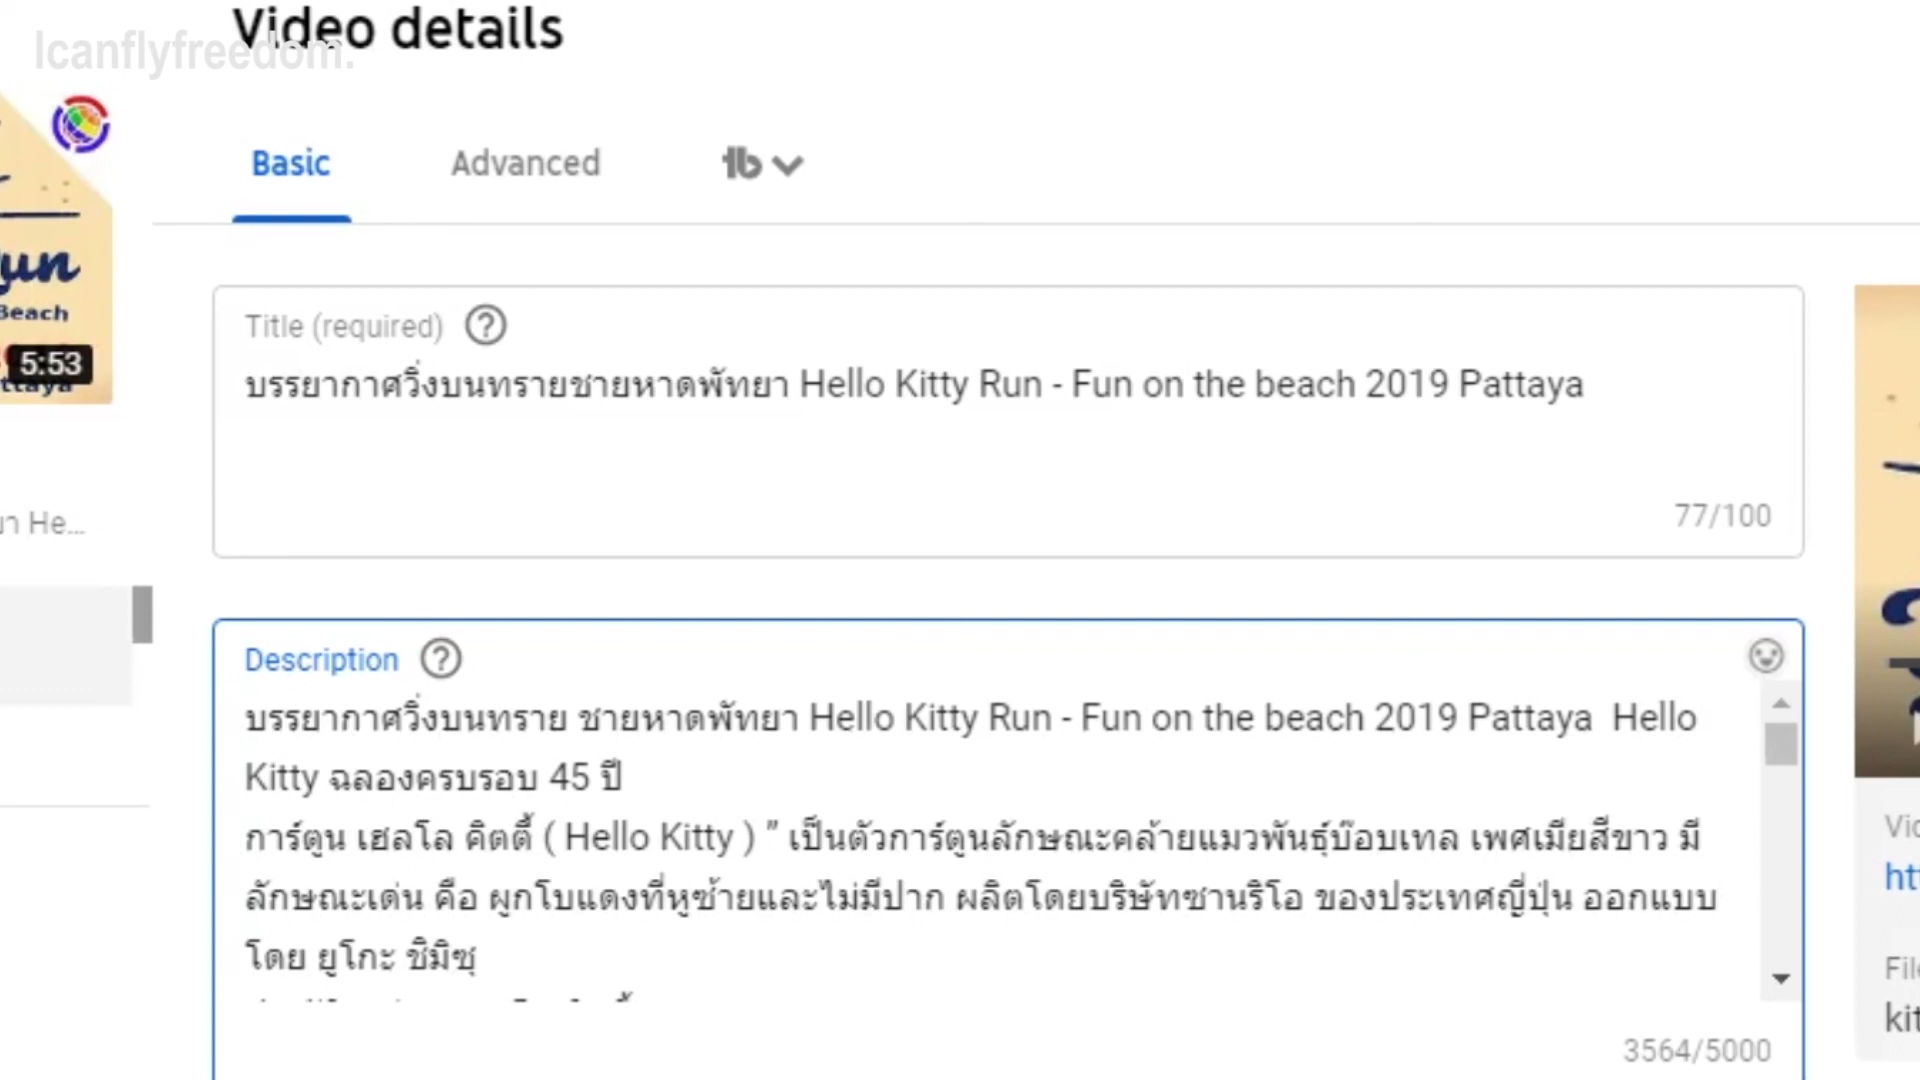 Video details
Icanflyfreedom.
Basic
Advanced
tb
un
Beach
5:53
ttaya
Title (required)
บรรยากาศวิ่งบนทรายชายหาดพัทยา Hello Kitty Run - Fun on the beach 2019 Pattaya
77/100
า He...
Description
บรรยากาศวิ่งบนทราย ชายหาดพัทยา Hello Kitty Run - Fun on the beach 2019 Pattaya  Hello
Kitty ฉลองครบรอบ 45 ปี
การ์ตูน เฮลโล คิตตี้ ( Hello Kitty ) ” เป็นตัวการ์ตูนลักษณะคล้ายแมวพันธุ์บ๊อบเทล เพศเมียสีขาว มี
ลักษณะเด่น คือ ผูกโบแดงที่หูซ้ายและไม่มีปาก ผลิตโดยบริษัทซานริโอ ของประเทศญี่ปุ่น ออกแบบ
โดย ยูโกะ ชิมิซุ
3564/5000
Vid
htt
File
kit